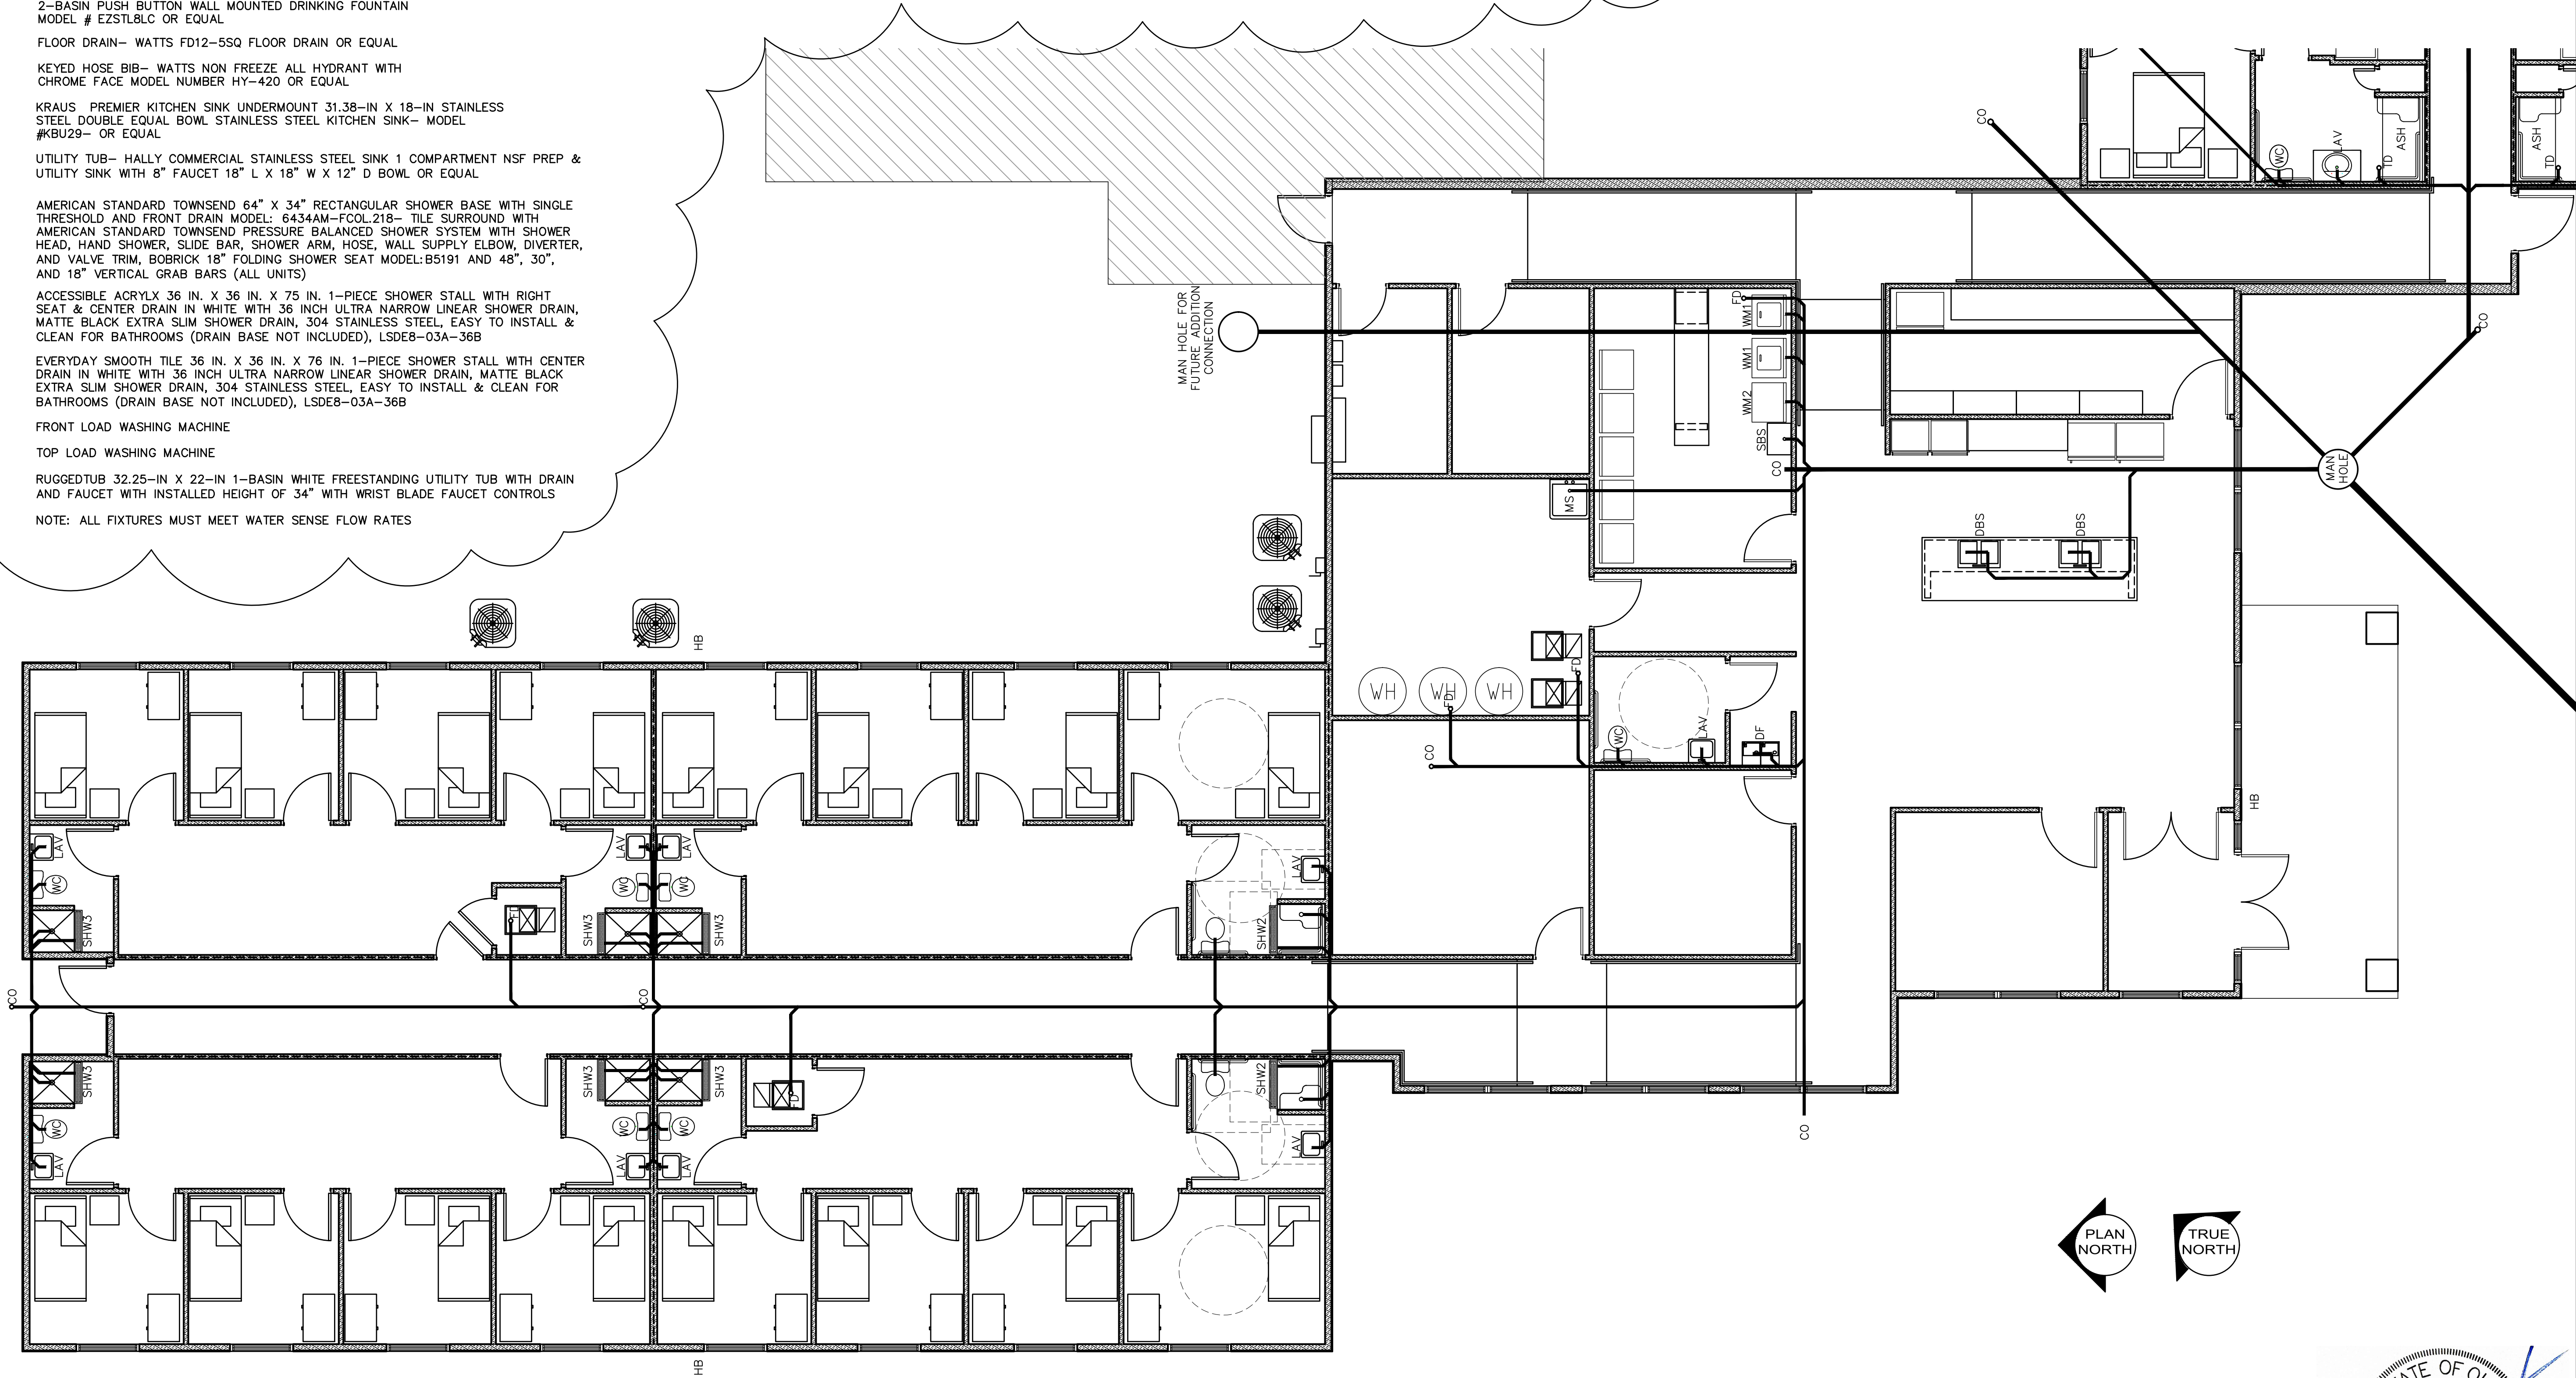 2-BASIN PUSH BUTTON WALL MOUNTED DRINKING FOUNTAIN
MODEL # EZSTL8LC OR EQUAL
FLOOR DRAIN- WATTS FD12-5SQ FLOOR DRAIN OR EQUAL
KEYED HOSE BIB- WATTS NON FREEZE ALL HYDRANT WITH
CHROME FACE MODEL NUMBER HY-420 OR EQUAL
KRAUS PREMIER KITCHEN SINK UNDERMOUNT 31.38-IN X 18-IN STAINLESS
STEEL DOUBLE EQUAL BOWL STAINLESS STEEL KITCHEN SINK- MODEL
#KBU29- OR EQUAL
UTILITY TUB- HALLY COMMERCIAL STAINLESS STEEL SINK 1 COMPARTMENT NSF PREP &
UTILITY SINK WITH 8" FAUCET 18" L X 18" W X 12" D BOWL OR EQUAL
AMERICAN STANDARD TOWNSEND 64" X 34" RECTANGULAR SHOWER BASE WITH SINGLE
THRESHOLD AND FRONT DRAIN MODEL: 6434AM-FCOL.218- TILE SURROUND WITH
AMERICAN STANDARD TOWNSEND PRESSURE BALANCED SHOWER SYSTEM WITH SHOWER
HEAD, HAND SHOWER, SLIDE BAR, SHOWER ARM, HOSE, WALL SUPPLY ELBOW, DIVERTER,
AND VALVE TRIM, BOBRICK 18" FOLDING SHOWER SEAT MODEL:B5191 AND 48", 30",
AND 18" VERTICAL GRAB BARS (ALL UNITS)
ACCESSIBLE ACRYLX 36 IN. X 36 IN. X 75 IN. 1-PIECE SHOWER STALL WITH RIGHT
SEAT & CENTER DRAIN IN WHITE WITH 36 INCH ULTRA NARROW LINEAR SHOWER DRAIN,
MATTE BLACK EXTRA SLIM SHOWER DRAIN, 304 STAINLESS STEEL, EASY TO INSTALL &
CLEAN FOR BATHROOMS (DRAIN BASE NOT INCLUDED), LSDE8-03A-36B
EVERYDAY SMOOTH TILE 36 IN. X 36 IN. X 76 IN. 1-PIECE SHOWER STALL WITH CENTER
DRAIN IN WHITE WITH 36 INCH ULTRA NARROW LINEAR SHOWER DRAIN, MATTE BLACK
EXTRA SLIM SHOWER DRAIN, 304 STAINLESS STEEL, EASY TO INSTALL & CLEAN FOR
BATHROOMS (DRAIN BASE NOT INCLUDED), LSDE8-03A-36B
FRONT LOAD WASHING MACHINE
TOP LOAD WASHING MACHINE
RUGGEDTUB 32.25-IN X 22-IN 1-BASIN WHITE FREESTANDING UTILITY TUB WITH DRAIN
AND FAUCET WITH INSTALLED HEIGHT OF 34" WITH WRIST BLADE FAUCET CONTROLS
NOTE: ALL FIXTURES MUST MEET WATER SENSE FLOW RATES
CO
WC
LAV
TD
ASH
ASH
TD
MAN HOLE FOR
FUTURE ADDITION
CONNECTION
FD
WM1
WM1
WM2
SBS
CO
CO
MAN
HOLE
MS
DBS
DBS
HB
WH
WH
WH
FD
FD
CO
WC
LAV
DF
HB
LAV
WC
SHW3
LAV
WC
SHW3
LAV
WC
SHW3
FD
LAV
SHW2
CO
CO
SHW3
WC
LAV
SHW3
WC
LAV
SHW3
WC
LAV
FD
SHW2
LAV
CO
PLAN
NORTH
TRUE
NORTH
HB